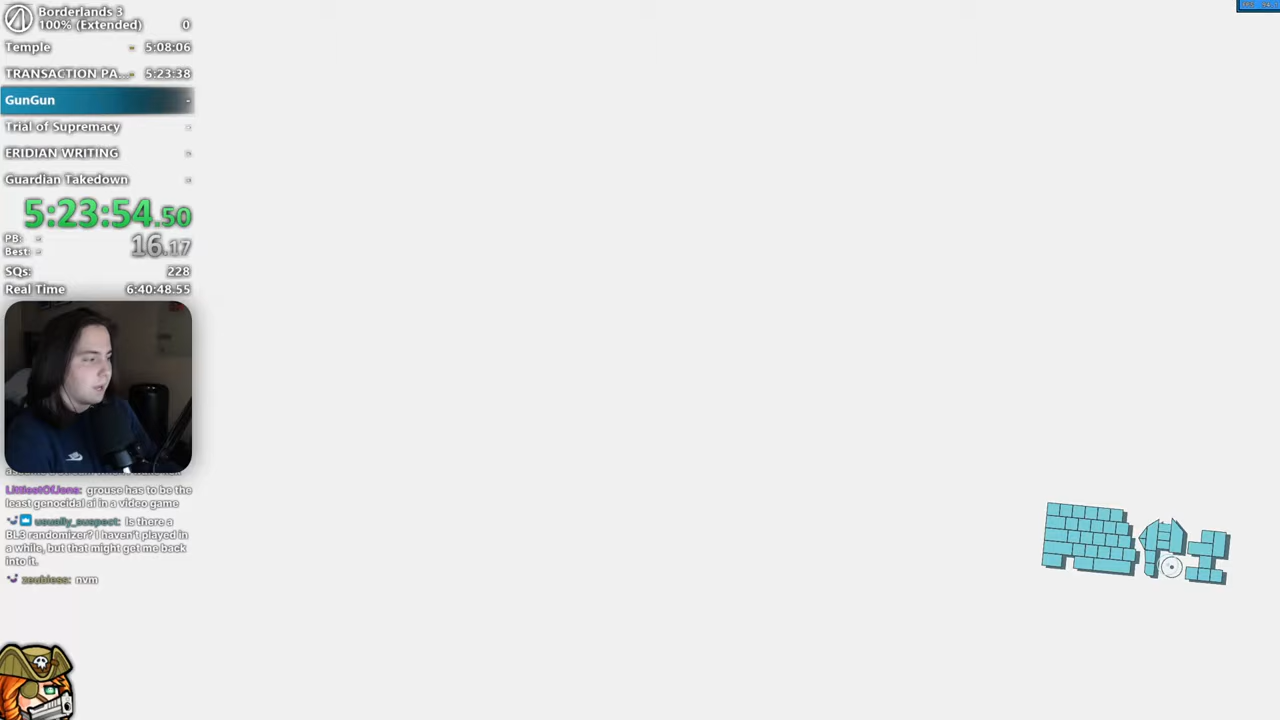 Borderlands 3
100% (Extended) 0
Temple 5:08:06
TRANSACTION PA... 5:23:38
GunGun -
Trial of Supremacy -
ERIDIAN WRITING -
Guardian Takedown -
5:23:54.50
PB: -
16.17
Best: -
SQs: 228
Real Time 6:40:48.55
LittlestOfJons: grouse has to be the
least genocidal ai in a video game
usually_suspect: Is there a
BL3 randomizer? I haven't played in
a while, but that might get me back
into it.
zeubless: nvm